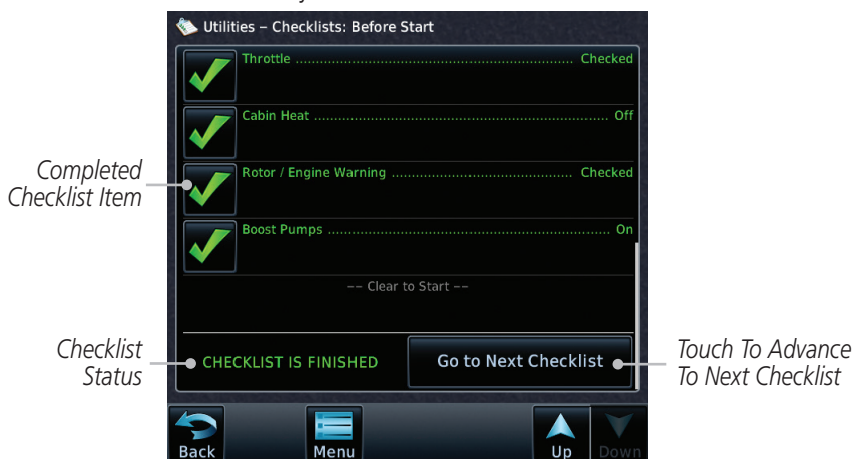 Utilities – Checklists: Before Start
Throttle ................................................................ Checked
Cabin Heat ..................................................................... Off
Rotor / Engine Warning ......................................... Checked
Boost Pumps ................................................................. On
Completed
Checklist Item
–– Clear to Start ––
Checklist
Status
CHECKLIST IS FINISHED
Go to Next Checklist
Touch To Advance
To Next Checklist
Back
Menu
Up
Down